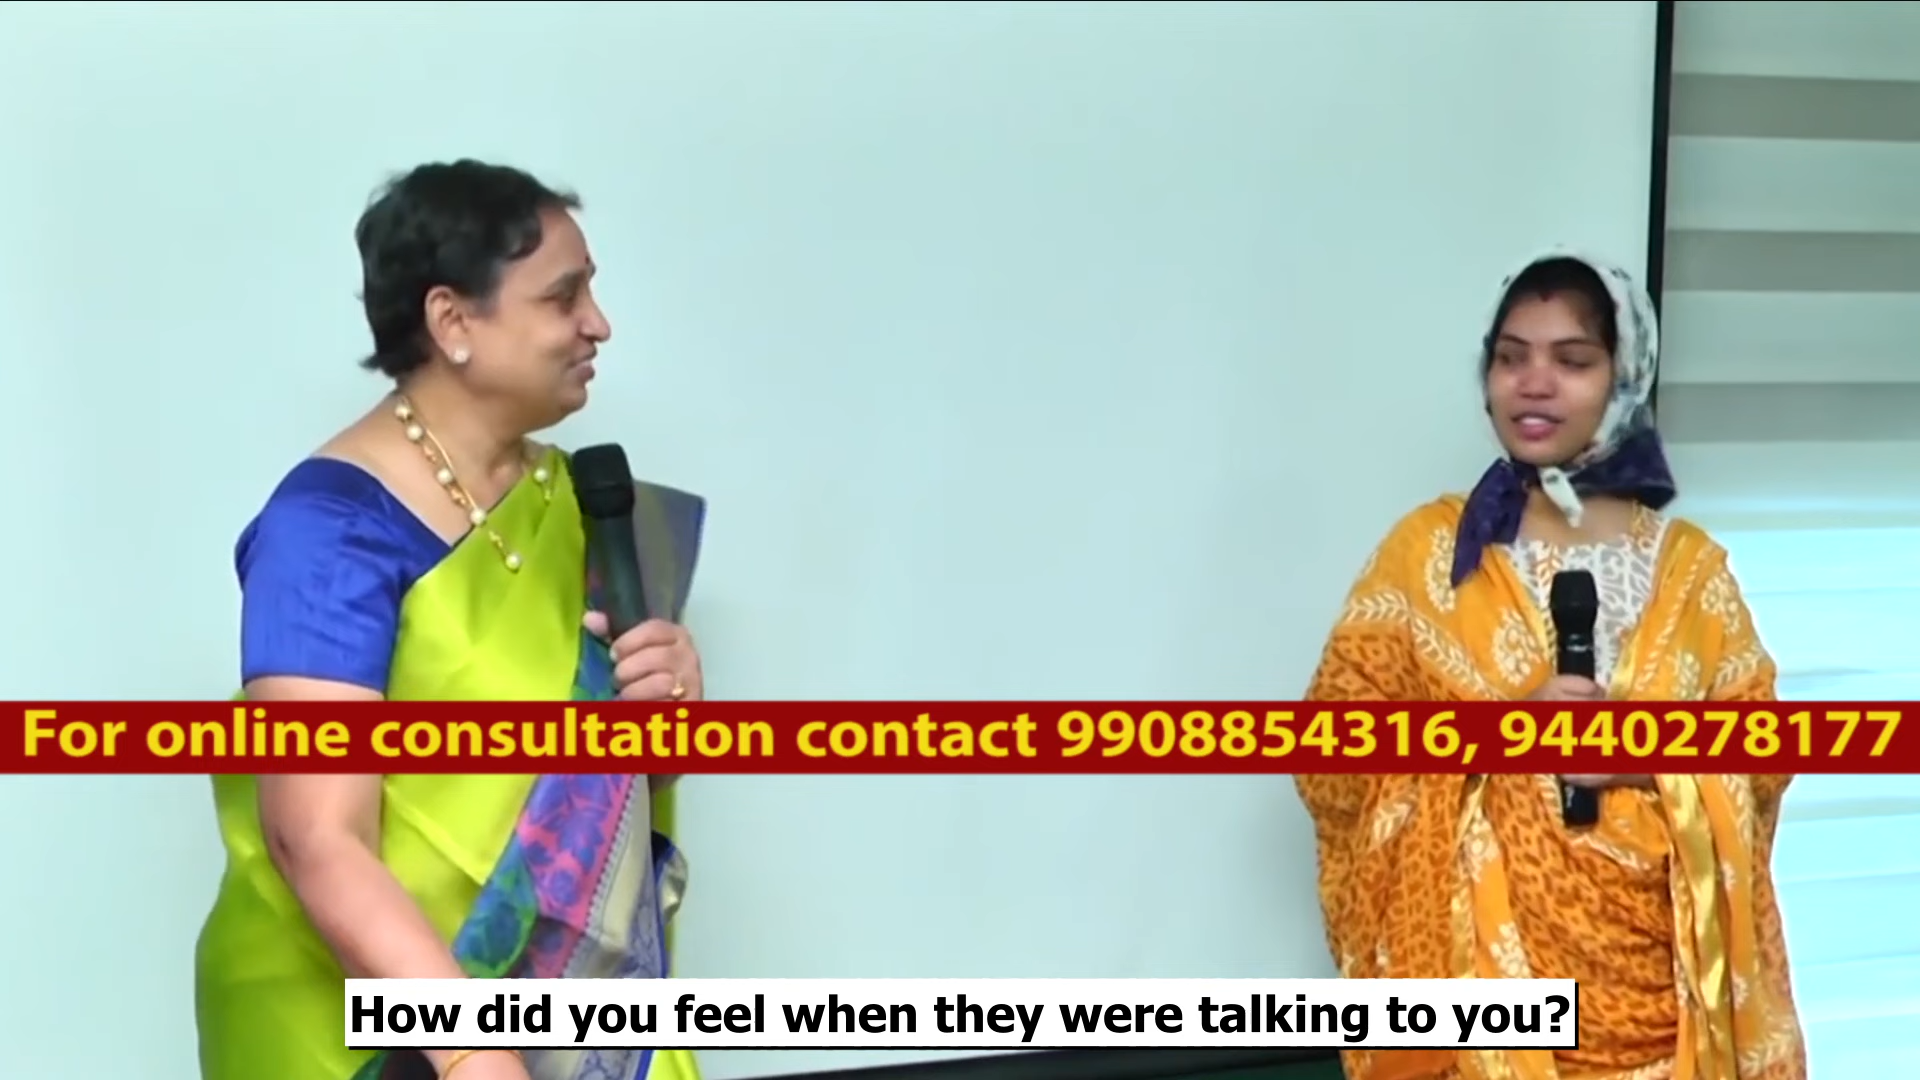 For online consultation contact 9908854316, 9440278177
How did you feel when they were talking to you?